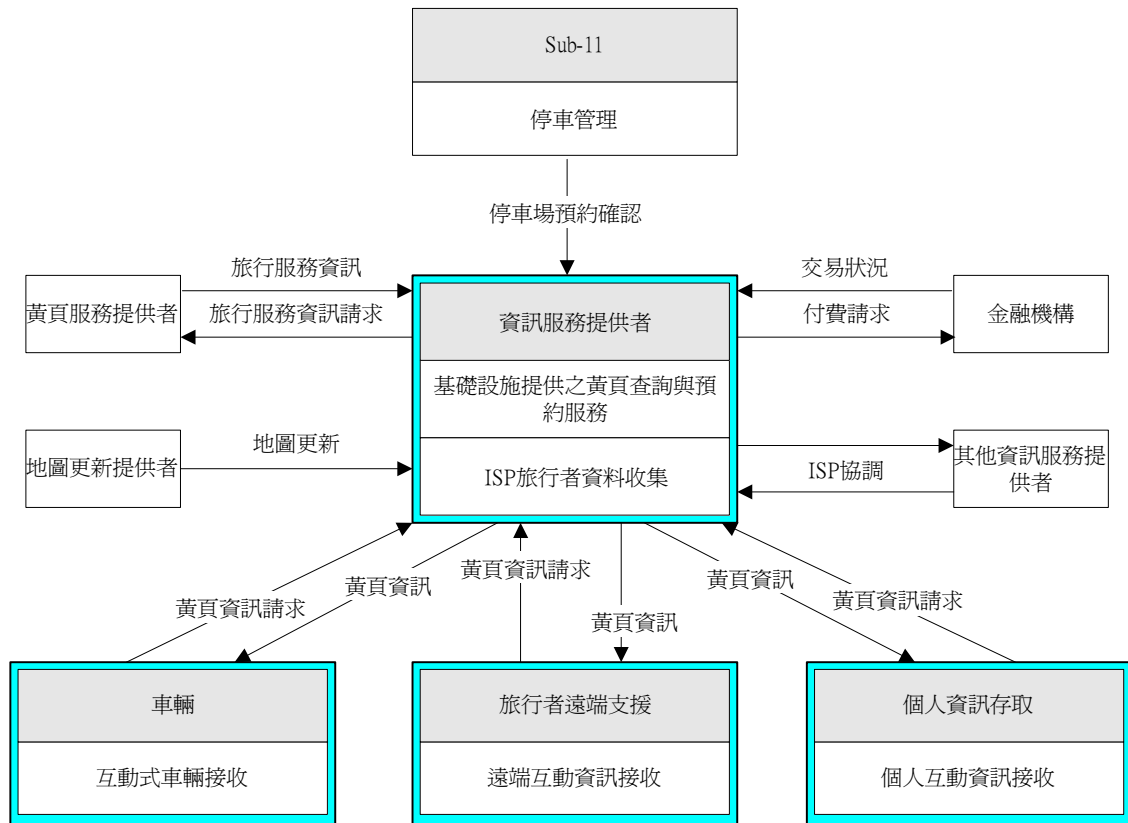 Sub-11
停車管理
停車場預約確認
旅行服務資訊
交易狀況
黃頁服務提供者
旅行服務資訊請求
資訊服務提供者
付費請求
金融機構
基礎設施提供之黃頁查詢與預
約服務
地圖更新
地圖更新提供者
ISP旅行者資料收集
ISP協調
其他資訊服務提
供者
黃頁資訊請求
黃頁資訊
黃頁資訊請求
黃頁資訊
黃頁資訊
黃頁資訊請求
車輛
互動式車輛接收
旅行者遠端支援
遠端互動資訊接收
個人資訊存取
個人互動資訊接收